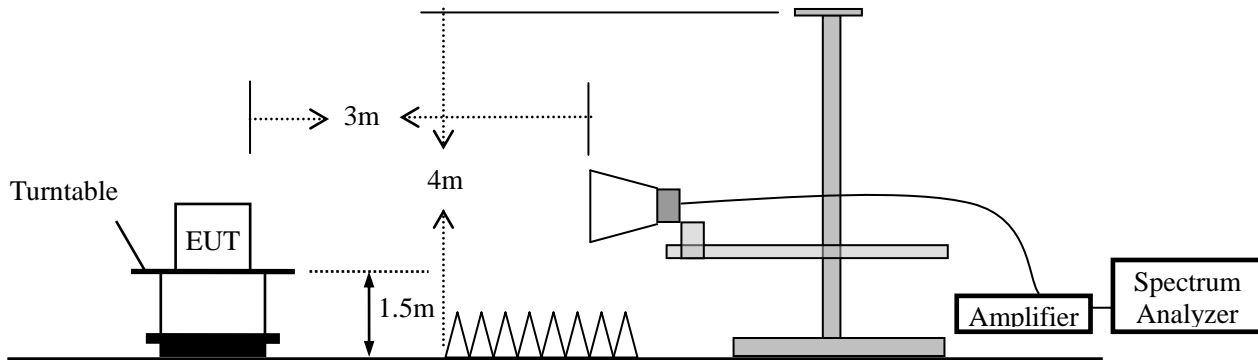 3m
4m
Turntable
EUT
1.5m
Spectrum
Analyzer
Amplifier